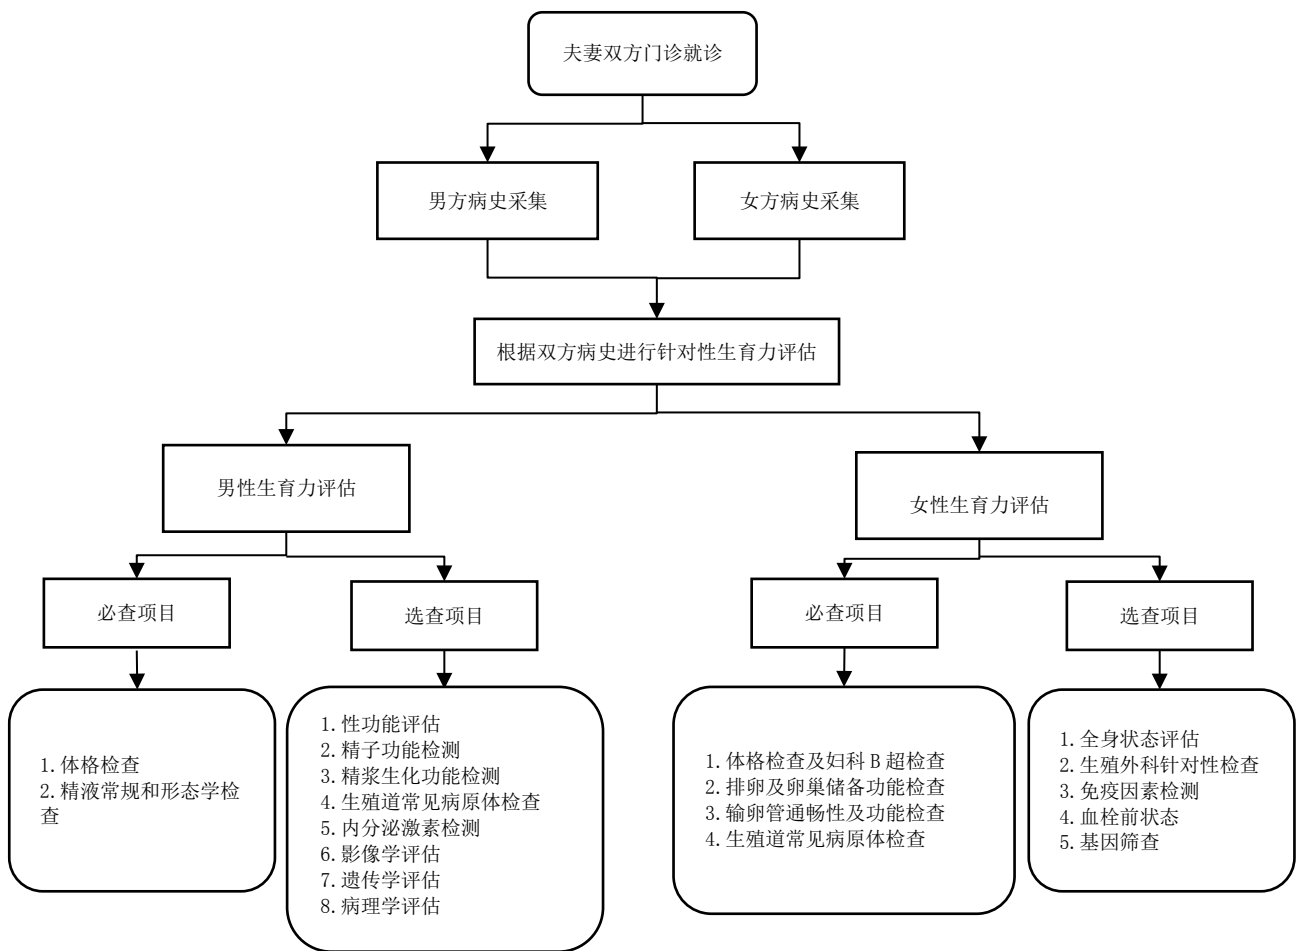 夫妻双方门诊就诊
男方病史采集
女方病史采集
根据双方病史进行针对性生育力评估
男性生育力评估
女性生育力评估
必查项目
选查项目
必查项目
选查项目
1. 体格检查
2. 精液常规和形态学检
查
1. 性功能评估
2. 精子功能检测
3. 精浆生化功能检测
4. 生殖道常见病原体检查
5. 内分泌激素检测
6. 影像学评估
7. 遗传学评估
8. 病理学评估
1. 体格检查及妇科 B 超检查
2. 排卵及卵巢储备功能检查
3. 输卵管通畅性及功能检查
4. 生殖道常见病原体检查
1. 全身状态评估
2. 生殖外科针对性检查
3. 免疫因素检测
4. 血栓前状态
5. 基因筛查